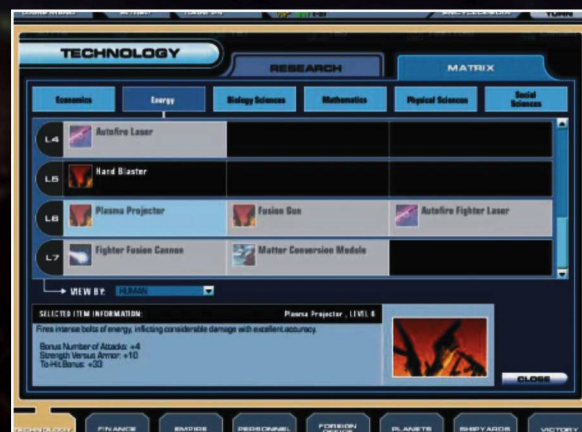 TURN
TECHNOLOGY
RESEARCH
MATRIX
Economics
Energy
Biology Sciences
Mathematics
Physical Sciences
Social
Sciences
L4
Autofire Laser
L5
Hard Blaster
L6
Plasma Projector
Fusion Gun
Autofire Fighter
Laser
L7
Fighter Fusion Cannon
Matter Conversion Module
VIEW BY:
HUMAN
SELECTED ITEM INFORMATION:
Plasma Projector , LEVEL 6
Fires intense bolts of energy, inflicting considerable damage with excellent accuracy.
Bonus Number of Attacks: +4
Strength Versus Armor: +10
To-Hit Bonus: +33
CLOSE
TECHNOLOGY
FINANCE
EMPIRE
PERSONNEL
FOREIGN
OFFICE
PLANETS
SHIPYARDS
VICTORY